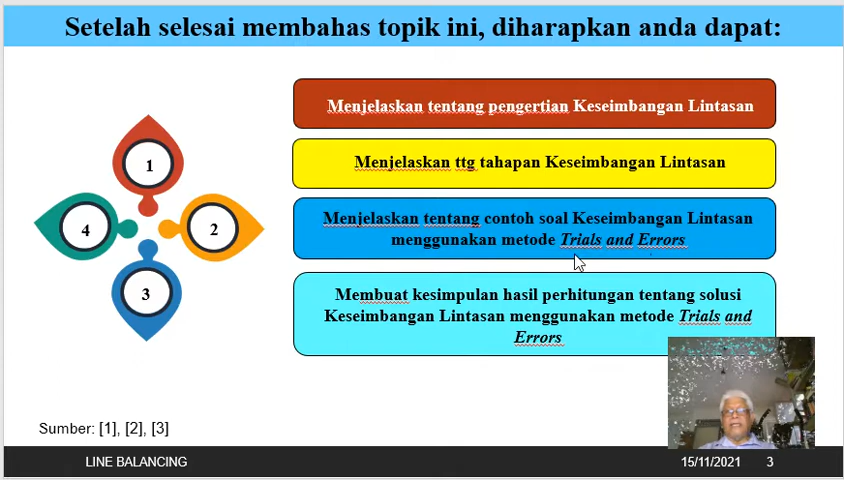 Setelah selesai membahas topik ini, diharapkan anda dapat:
1
2
3
4
Menjelaskan tentang pengertian Keseimbangan Lintasan
Menjelaskan ttg tahapan Keseimbangan Lintasan
Menjelaskan tentang contoh soal Keseimbangan Lintasan
menggunakan metode Trials and Errors
Membuat kesimpulan hasil perhitungan tentang solusi
Keseimbangan Lintasan menggunakan metode Trials and
Errors
Sumber: [1], [2], [3]
LINE BALANCING
15/11/2021
3